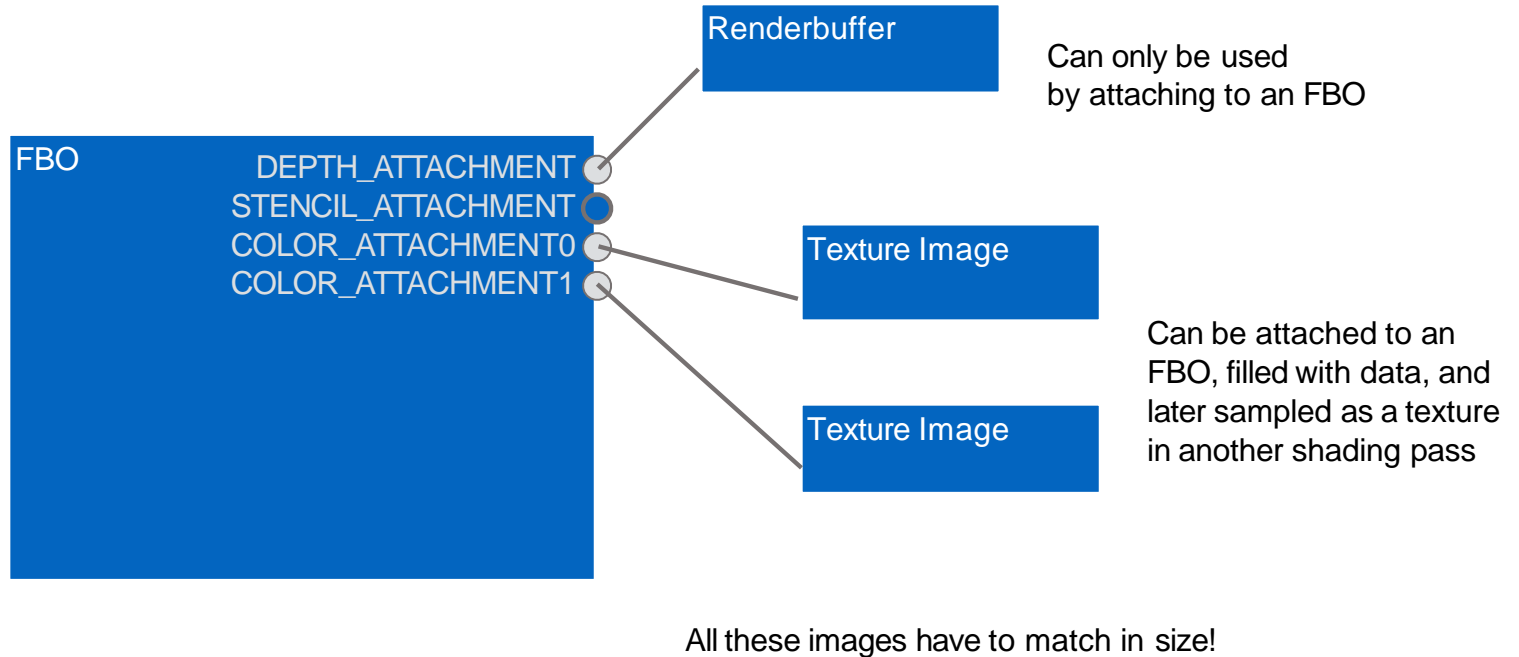 Renderbuffer
Can only be used
by attaching to an FBO
FBO
DEPTH_ATTACHMENT
STENCIL_ATTACHMENT
COLOR_ATTACHMENT0
COLOR_ATTACHMENT1
Texture Image
Can be attached to an
FBO, filled with data, and
later sampled as a texture
in another shading pass
Texture Image
All these images have to match in size!